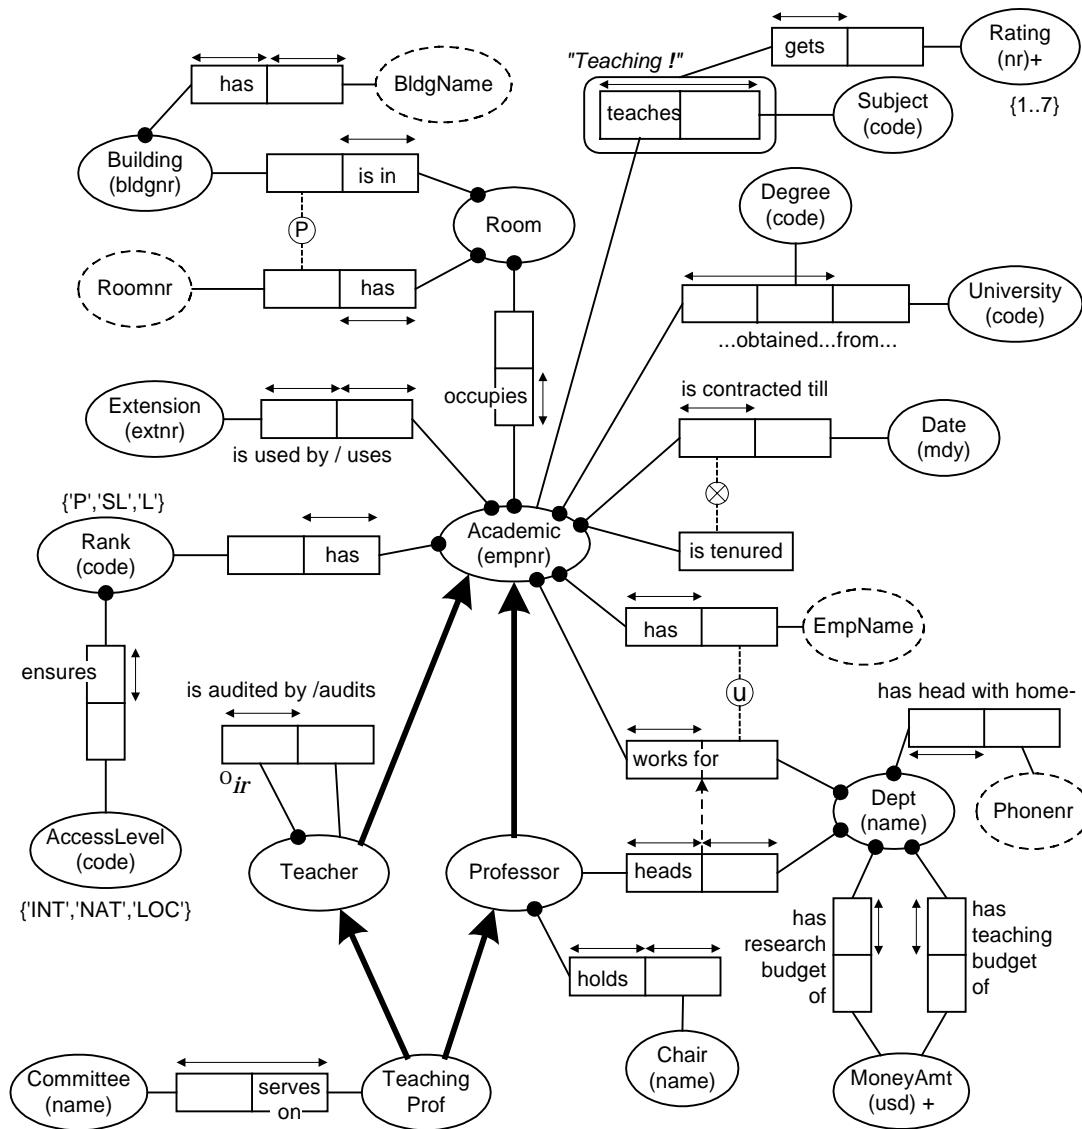 gets
Rating
(nr)+
{1..7}
"Teaching !"
teaches
Subject
(code)
has
BldgName
Building
(bldgnr)
is in
Room
P
Roomnr
has
Degree
(code)
University
(code)
...obtained...from...
occupies
Extension
(extnr)
is used by / uses
is contracted till
Date
(mdy)
{'P','SL','L'}
Rank
(code)
has
Academic
(empnr)
is tenured
has
EmpName
ensures
is audited by /audits
u
has head with home-
works for
Phonenr
Dept
(name)
oir
AccessLevel
(code)
{'INT','NAT','LOC'}
Teacher
Professor
heads
has
research
budget
of
has
teaching
budget
of
holds
Committee
(name)
serves
on
Teaching
Prof
Chair
(name)
MoneyAmt
(usd) +